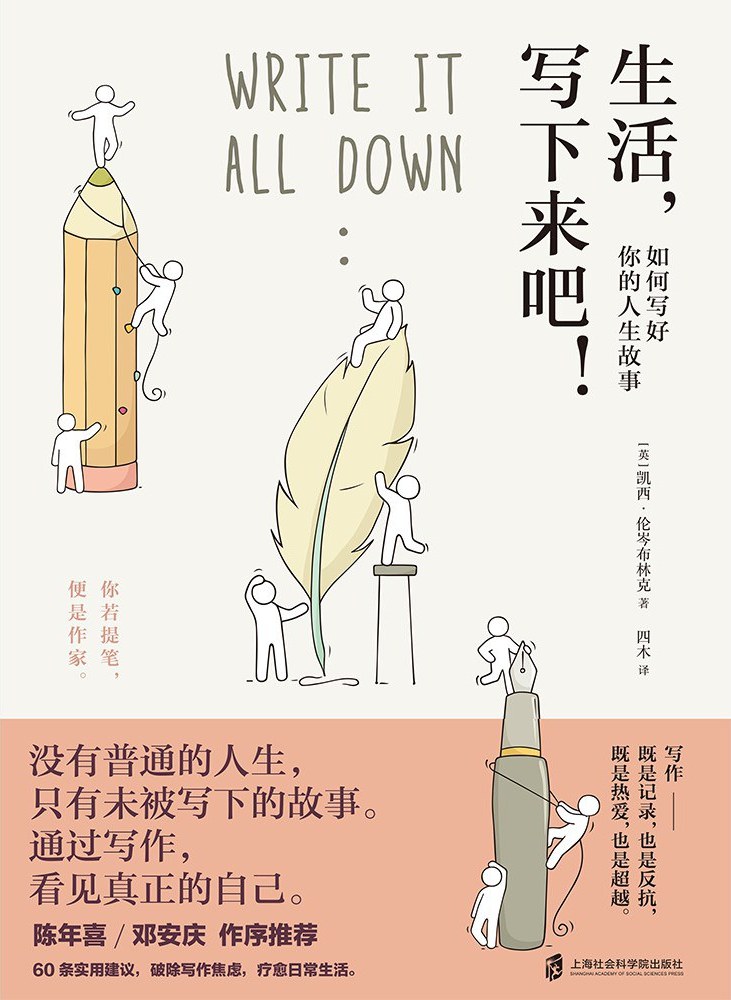 WRITE IT
ALL DOWN
:
生活，
写下来吧！
如何写好
你的人生故事
[英]凯西·伦岑布林克 著
四木 译
你若提笔，
便是作家。
没有普通的人生，
只有未被写下的故事。
通过写作，
看见真正的自己。
陈年喜/邓安庆 作序推荐
60条实用建议，破除写作焦虑，疗愈日常生活。
写作——
既是记录，也是反抗，
既是热爱，也是超越。
上海社会科学院出版社
SHANGHAI ACADEMY OF SOCIAL SCIENCES PRESS